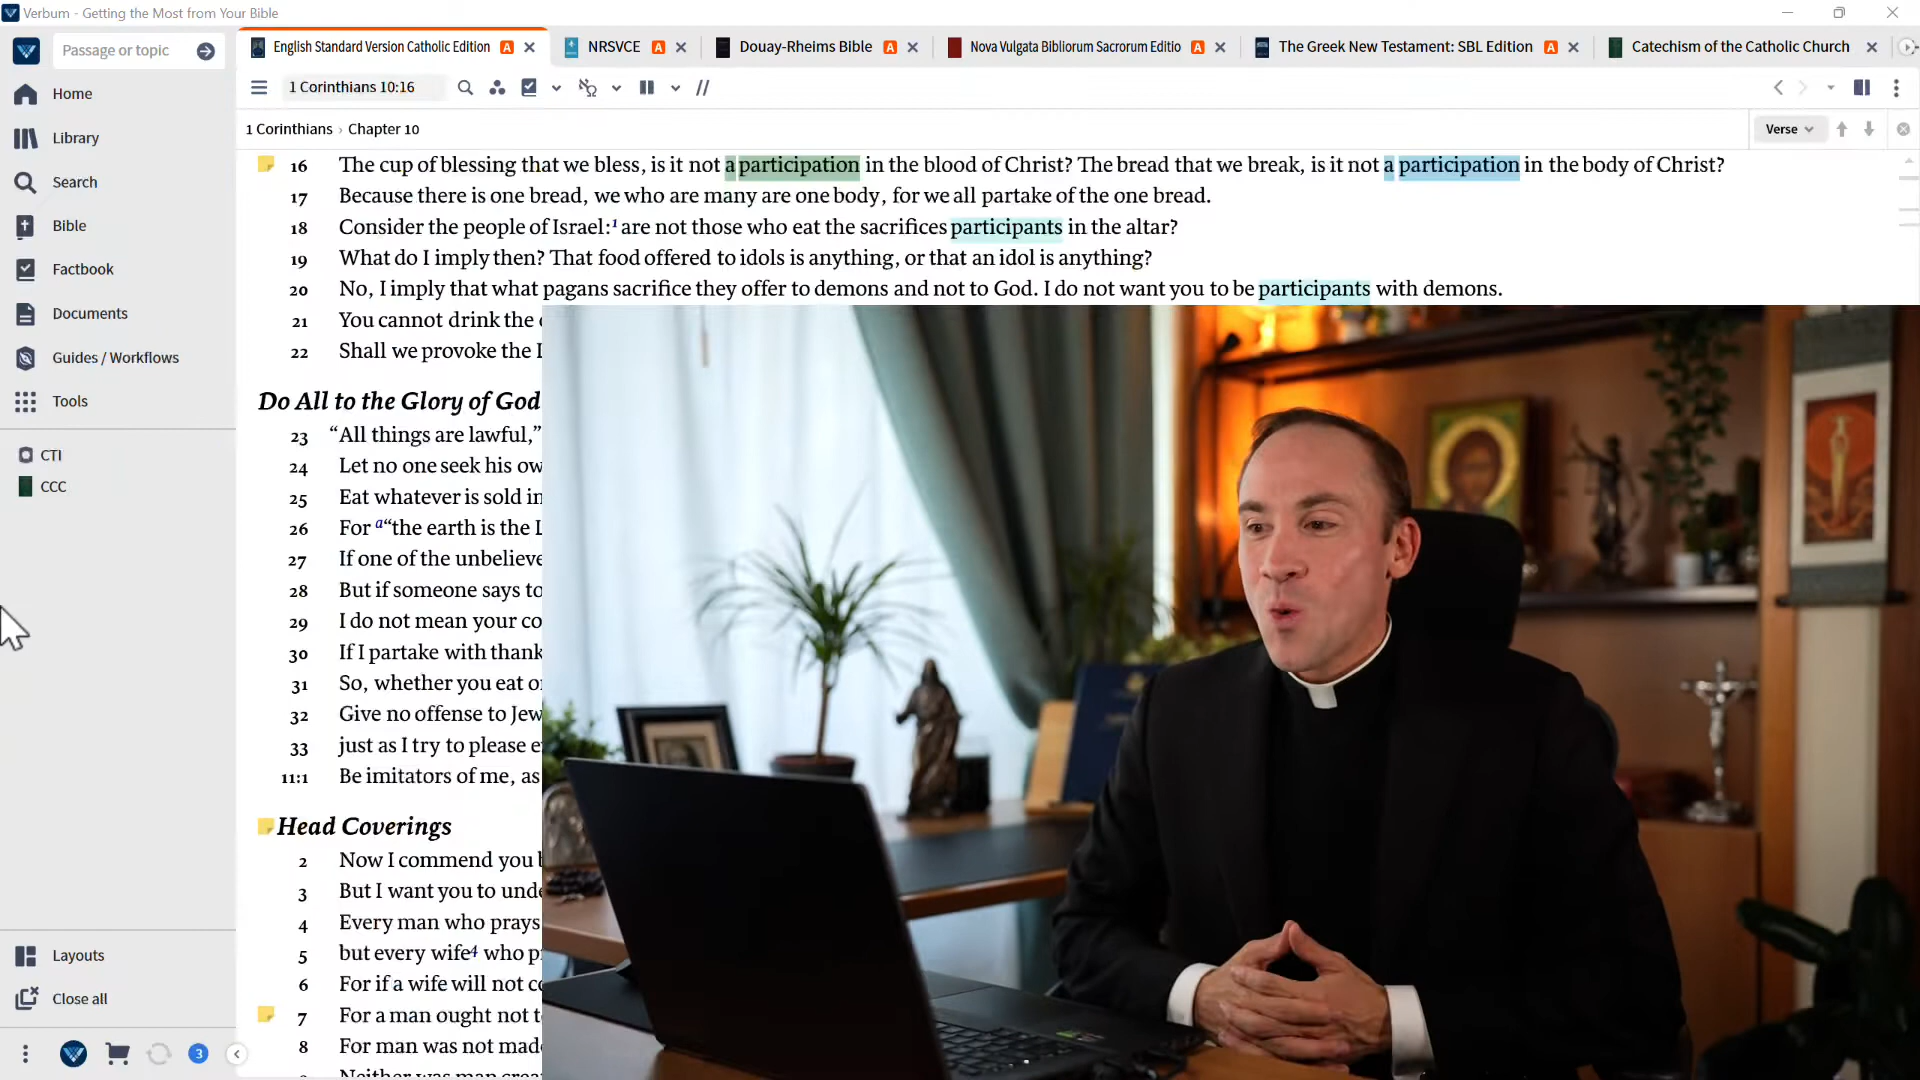 Verbum - Getting the Most from Your Bible
Passage or topic
Home
Library
Search
Bible
Factbook
Documents
Guides / Workflows
Tools
CTI
CCC
Layouts
Close all
3
English Standard Version Catholic Edition A
NRSVCE A
Douay-Rheims Bible A
Nova Vulgata Bibliorum Sacrorum Editio A
The Greek New Testament: SBL Edition A
Catechism of the Catholic Church
1 Corinthians 10:16
1 Corinthians › Chapter 10
Verse
16 The cup of blessing that we bless, is it not a participation in the blood of Christ? The bread that we break, is it not a participation in the body of Christ?
17 Because there is one bread, we who are many are one body, for we all partake of the one bread.
18 Consider the people of Israel:1 are not those who eat the sacrifices participants in the altar?
19 What do I imply then? That food offered to idols is anything, or that an idol is anything?
20 No, I imply that what pagans sacrifice they offer to demons and not to God. I do not want you to be participants with demons.
21 You cannot drink the
22 Shall we provoke the
Do All to the Glory of God
23 “All things are lawful,”
24 Let no one seek his ow
25 Eat whatever is sold in
26 For a“the earth is the
27 If one of the unbelieve
28 But if someone says to
29 I do not mean your co
30 If I partake with thank
31 So, whether you eat o
32 Give no offense to Jew
33 just as I try to please e
11:1 Be imitators of me, as
Head Coverings
2 Now I commend you b
3 But I want you to unde
4 Every man who prays
5 but every wife4 who p
6 For if a wife will not co
7 For a man ought not t
8 For man was not mad